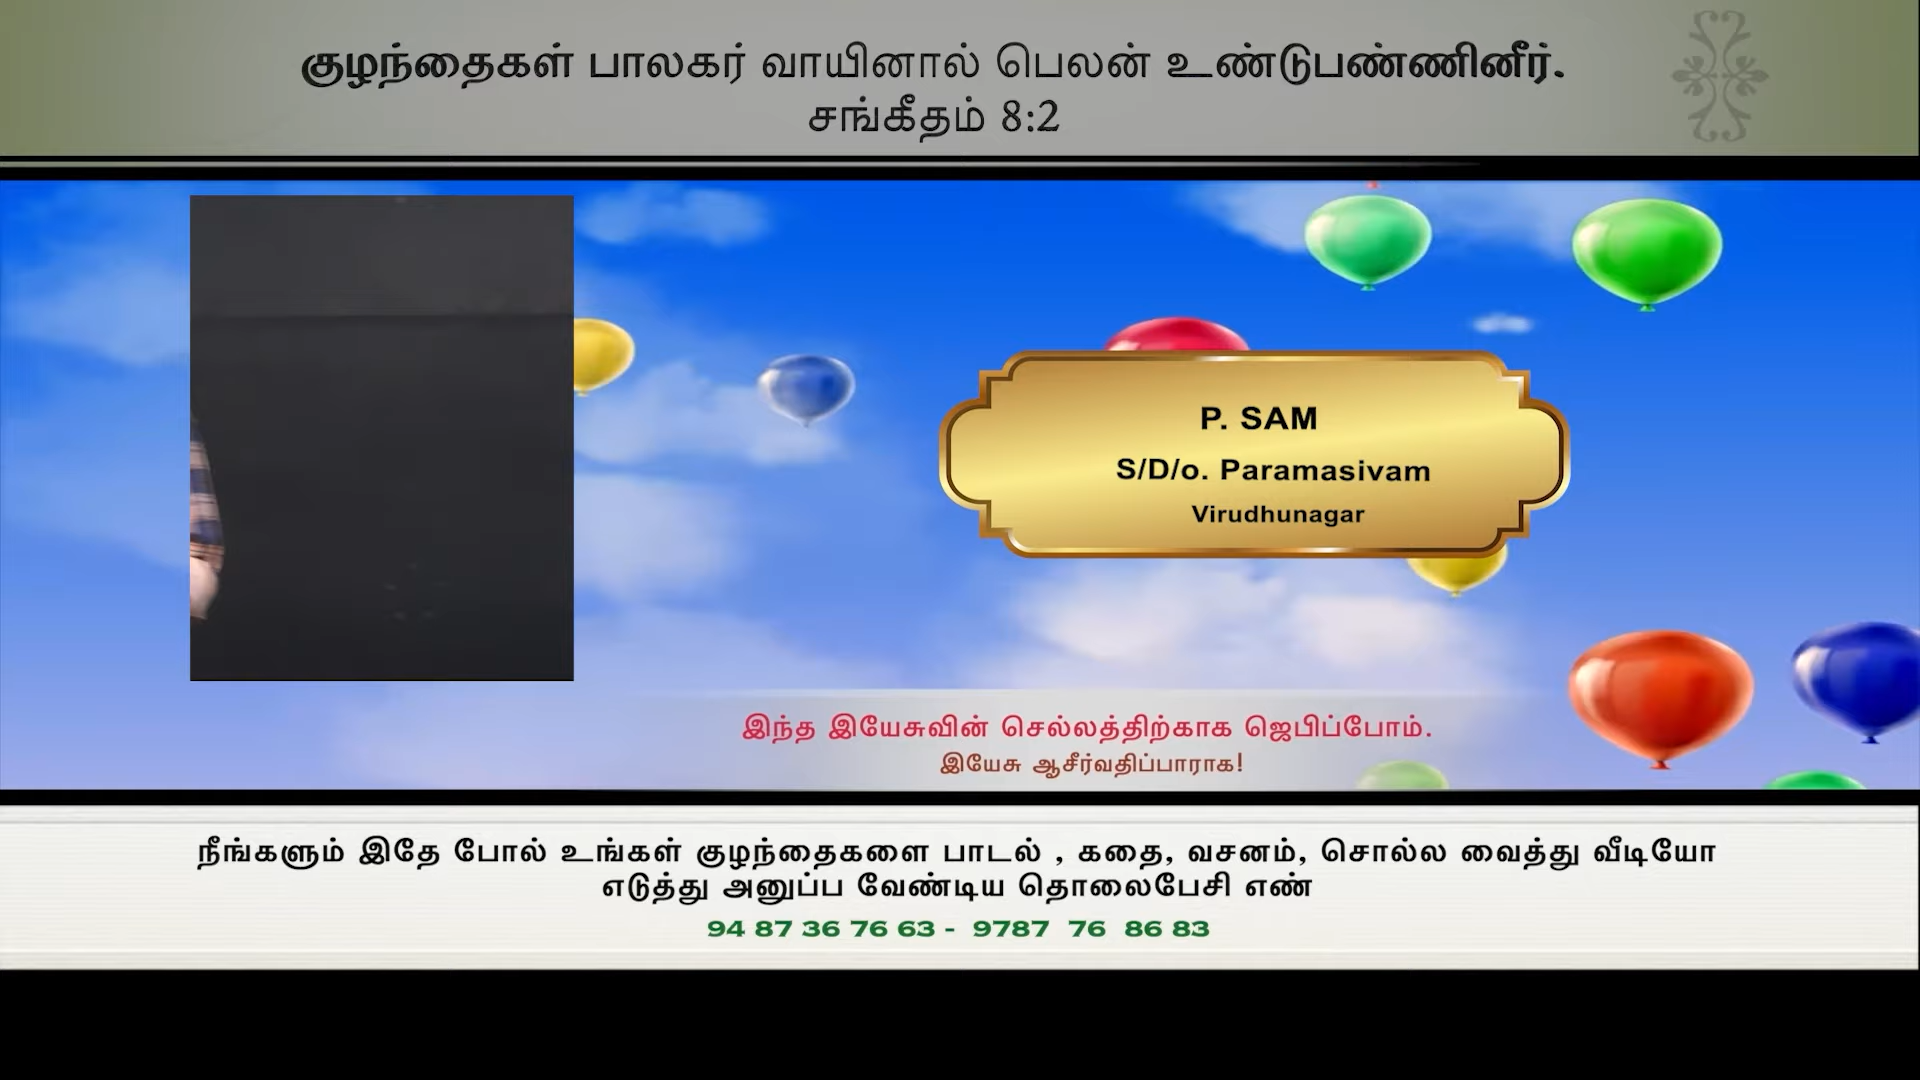 குழந்தைகள் பாலகர் வாயினால் பெலன் உண்டுபண்ணினீர்.
சங்கீதம் 8:2
P. SAM
S/D/o. Paramasivam
Virudhunagar
இந்த இயேசுவின் செல்லத்திற்காக ஜெபிப்போம்.
இயேசு ஆசீர்வதிப்பாராக!
நீங்களும் இதே போல் உங்கள் குழந்தைகளை பாடல் , கதை, வசனம், சொல்ல வைத்து வீடியோ
எடுத்து அனுப்ப வேண்டிய தொலைபேசி எண்
94 87 36 76 63 - 9787 76 86 83